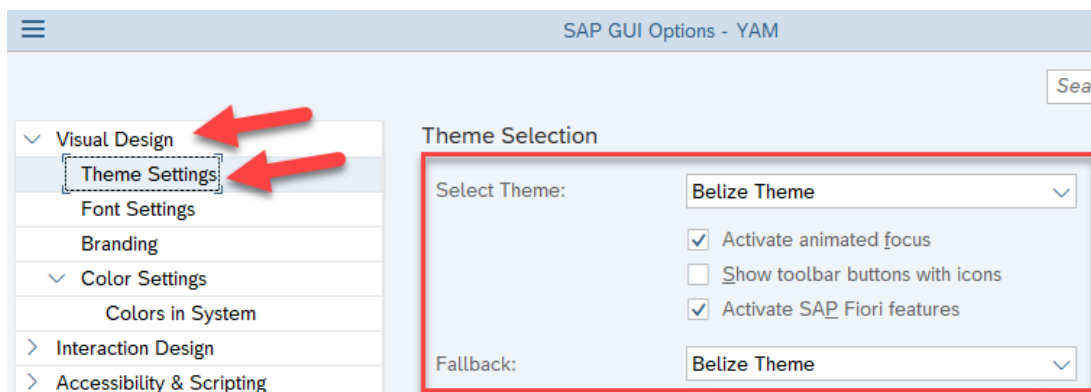 SAP GUI Options - YAM
Sea
Visual Design
Theme Settings
Font Settings
Branding
Color Settings
Colors in System
Interaction Design
Accessibility & Scripting
Theme Selection
Select Theme:
Belize Theme
Activate animated focus
Show toolbar buttons with icons
Activate SAP Fiori features
Fallback:
Belize Theme